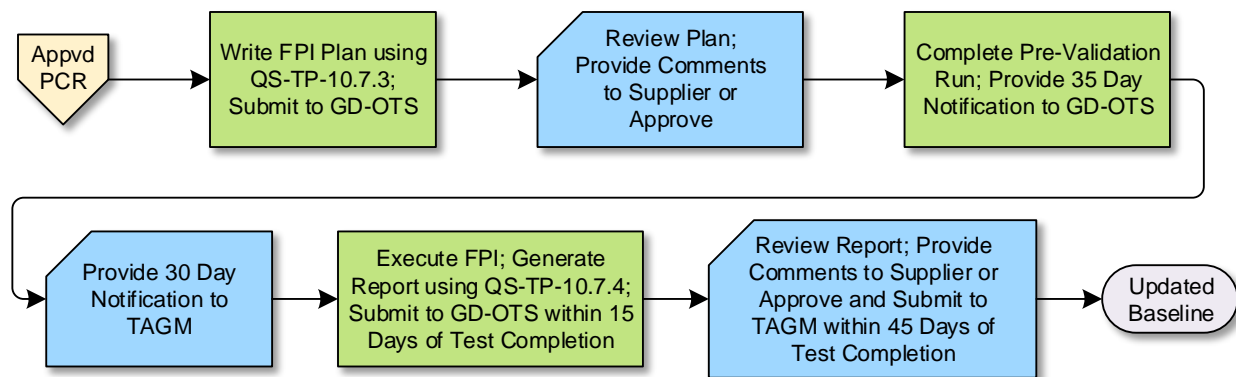 Appvd
PCR
Write FPI Plan using
QS-TP-10.7.3;
Submit to GD-OTS
Review Plan;
Provide Comments
to Supplier or
Approve
Complete Pre-Validation
Run; Provide 35 Day
Notification to GD-OTS
Provide 30 Day
Notification to
TAGM
Execute FPI; Generate
Report using QS-TP-10.7.4;
Submit to GD-OTS within 15
Days of Test Completion
Review Report; Provide
Comments to Supplier or
Approve and Submit to
TAGM within 45 Days of
Test Completion
Updated
Baseline